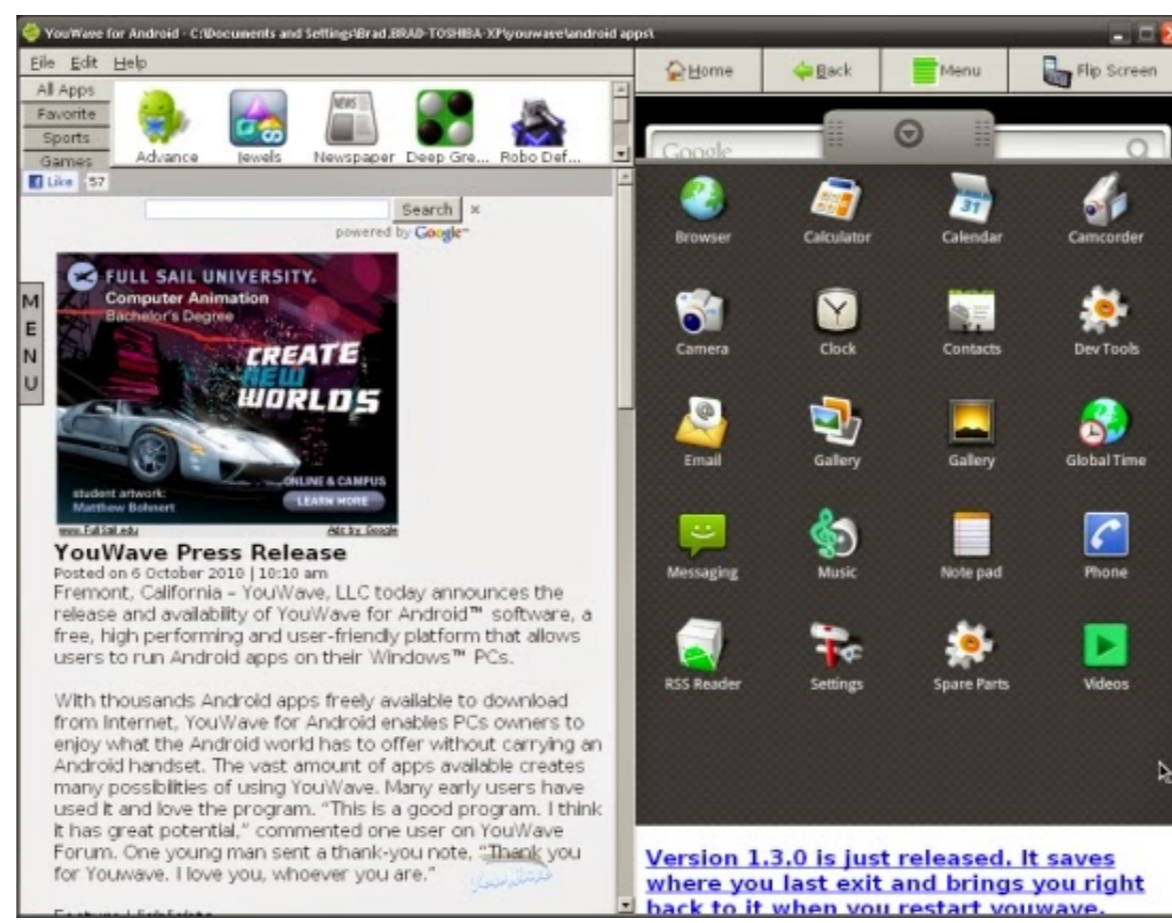 YouWave for Android - C:\Documents and Settings\Brad.BRAD-TOSHIBA-XP\youwave\android apps\
File Edit Help
All Apps
Favorite
Sports
Games
Advance Jewels Newspaper Deep Gre... Robo Def...
NEWS
Like 57
Search ×
powered by Google™
MENU
FULL SAIL UNIVERSITY.
Computer Animation
Bachelor's Degree
CREATE
NEW
WORLDS
student artwork:
Matthew Bohnert
ONLINE & CAMPUS
LEARN MORE
www.FullSail.edu Ads by Google
YouWave Press Release
Posted on 6 October 2010 | 10:10 am
Fremont, California – YouWave, LLC today announces the
release and availability of YouWave for Android™ software, a
free, high performing and user-friendly platform that allows
users to run Android apps on their Windows™ PCs.
With thousands Android apps freely available to download
from Internet, YouWave for Android enables PCs owners to
enjoy what the Android world has to offer without carrying an
Android handset. The vast amount of apps available creates
many possibilities of using YouWave. Many early users have
used it and love the program. “This is a good program. I think
it has great potential,” commented one user on YouWave
Forum. One young man sent a thank-you note, “Thank you
for Youwave. I love you, whoever you are.”
Home Back Menu Flip Screen
Google
31
Browser Calculator Calendar Camcorder
Camera Clock Contacts Dev Tools
Email Gallery Gallery Global Time
Messaging Music Note pad Phone
RSS Reader Settings Spare Parts Videos
Version 1.3.0 is just released. It saves
where you last exit and brings you right
back to it when you restart youwave.